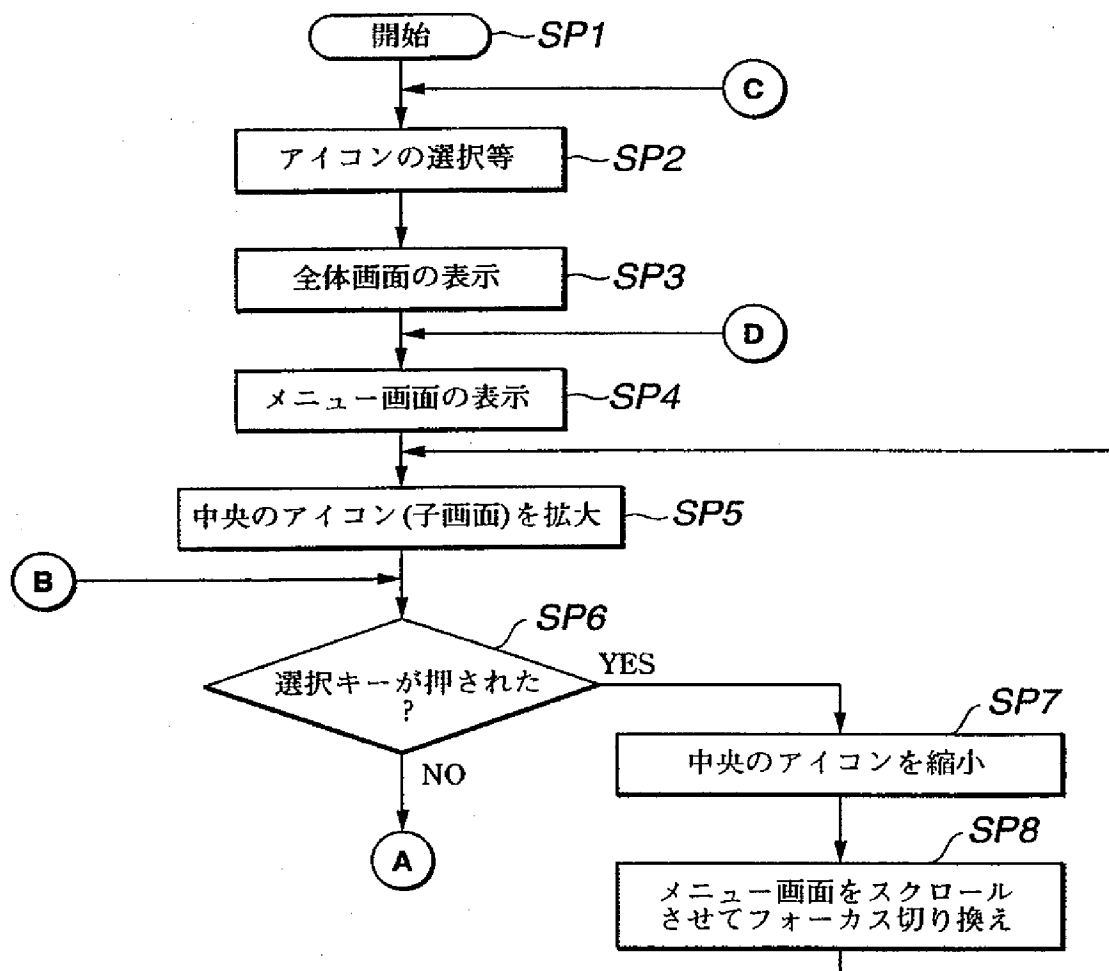 開始
SP1
C
アイコンの選択等
SP2
全体画面の表示
SP3
D
メニュー画面の表示
SP4
中央のアイコン(子画面)を拡大
SP5
B
SP6
選択キーが押された
?
YES
NO
A
SP7
中央のアイコンを縮小
SP8
メニュー画面をスクロール
させてフォーカス切り換え